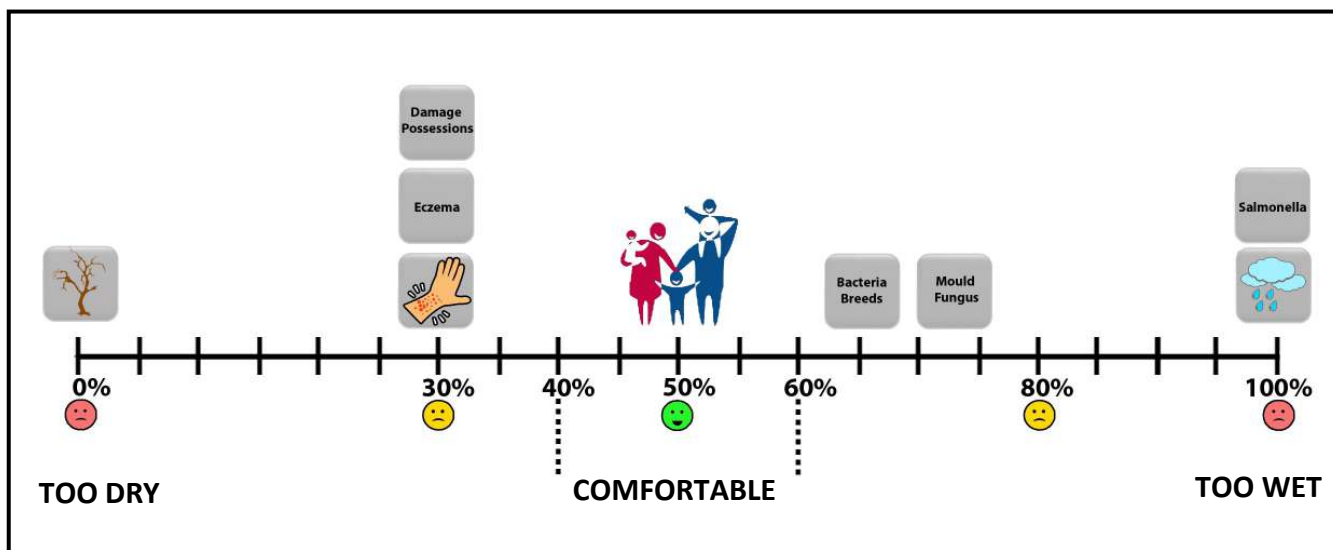 Damage
Possessions
Eczema
Salmonella
Bacteria
Breeds
Mould
Fungus
0% 30% 40% 50% 60% 80% 100%
TOO DRY COMFORTABLE TOO WET